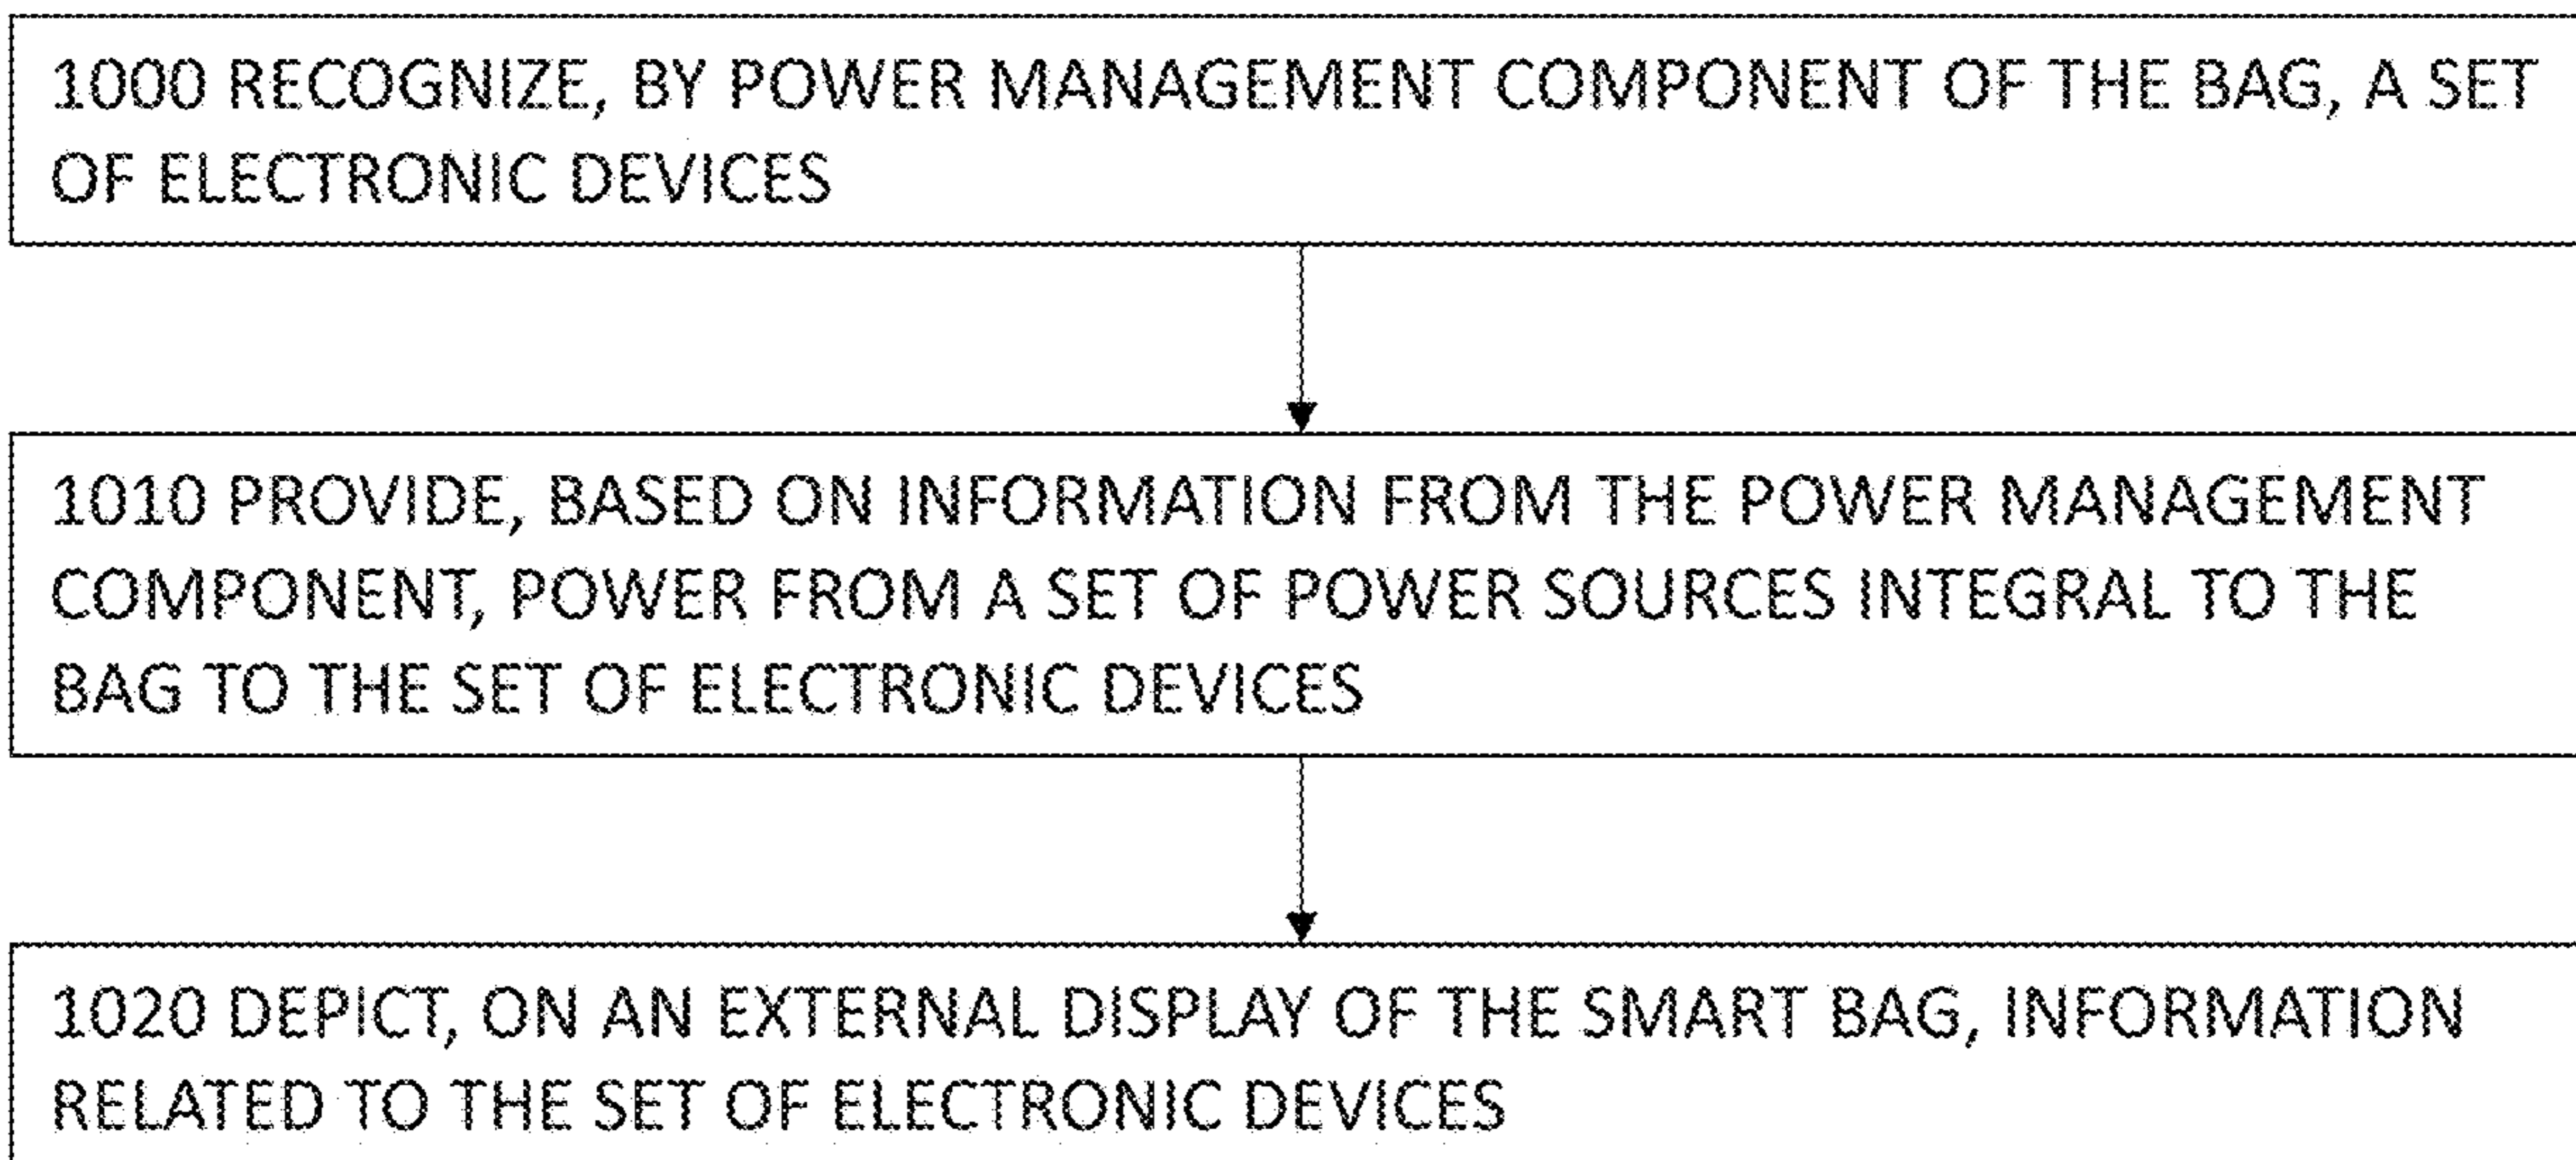 1000 RECOGNIZE, BY POWER MANAGEMENT COMPONENT OF THE BAG, A SET
OF ELECTRONIC DEVICES
1010 PROVIDE, BASED ON INFORMATION FROM THE POWER MANAGEMENT
COMPONENT, POWER FROM A SET OF POWER SOURCES INTEGRAL TO THE
BAG TO THE SET OF ELECTRONIC DEVICES
1020 DEPICT, ON AN EXTERNAL DISPLAY OF THE SMART BAG, INFORMATION
RELATED TO THE SET OF ELECTRONIC DEVICES